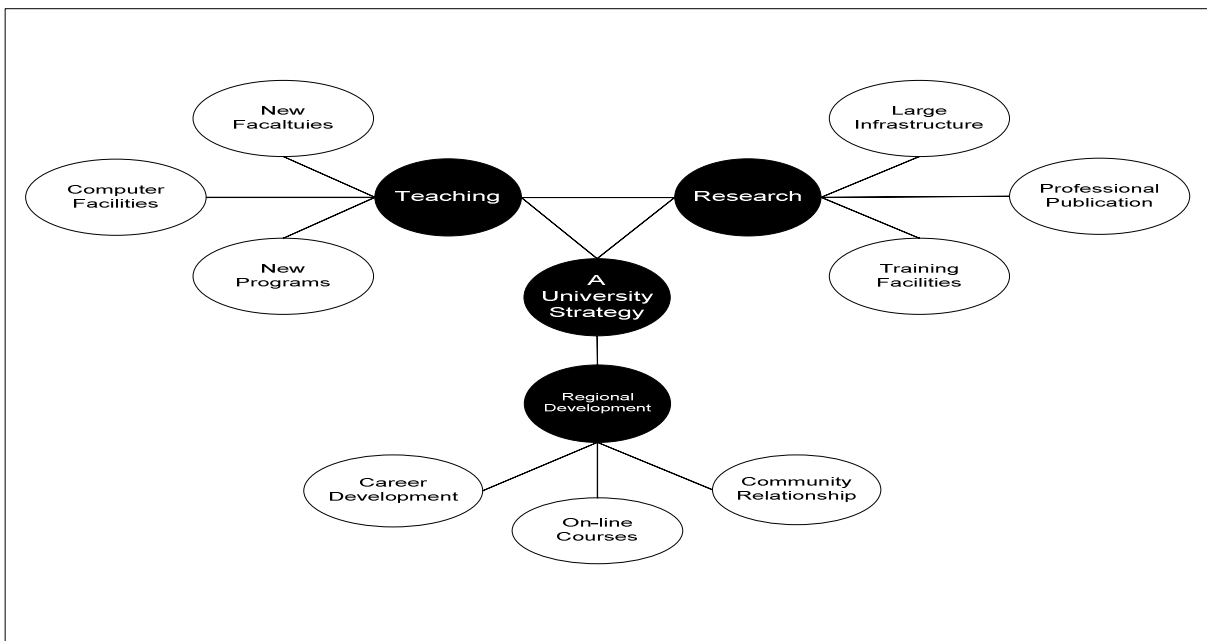 New
Facaltuies
Large
Infrastructure
Computer
Facilities
Teaching
Research
Professional
Publication
New
Programs
Training
Facilities
A
University
Strategy
Regional
Development
Career
Development
On-line
Courses
Community
Relationship